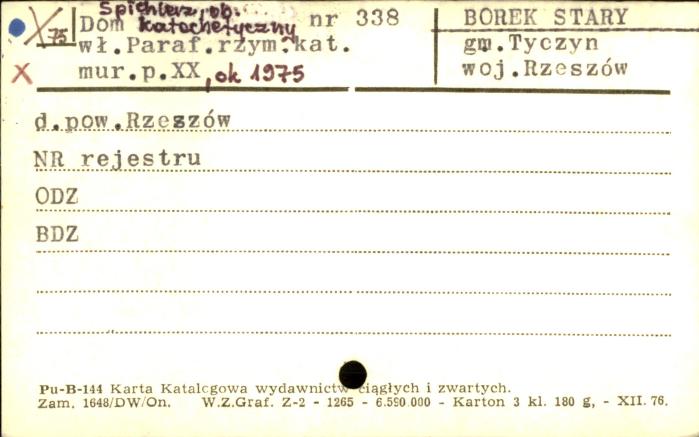 Spichlerz, ob.
75 Dom katechetyczny nr 338
wł.Paraf.rzym.kat.
X mur.p.XX, ok 1975
BOREK STARY
gm.Tyczyn
woj.Rzeszów
d.pow.Rzeszów
NR rejestru
ODZ
BDZ
Pu-B-144 Karta Katalogowa wydawnictw ciągłych i zwartych.
Zam. 1648/DW/On. W.Z.Graf. Z-2 - 1265 - 6.590.000 - Karton 3 kl. 180 g, - XII. 76.